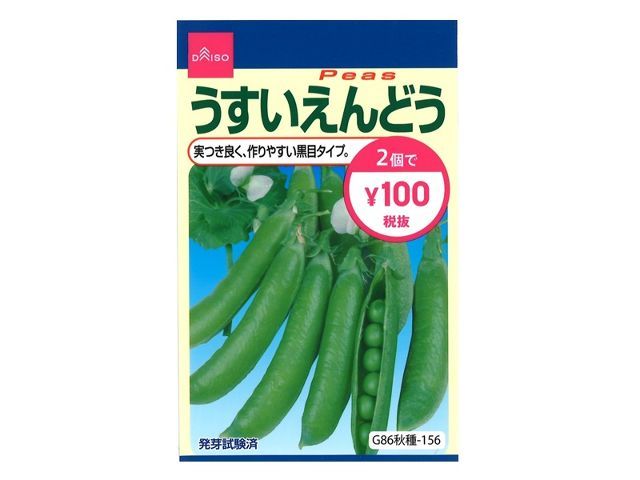 DAISO
Peas
うすいえんどう
実つき良く、作りやすい黒目タイプ。
2個で
¥100
税抜
発芽試験済
G86秋種-156